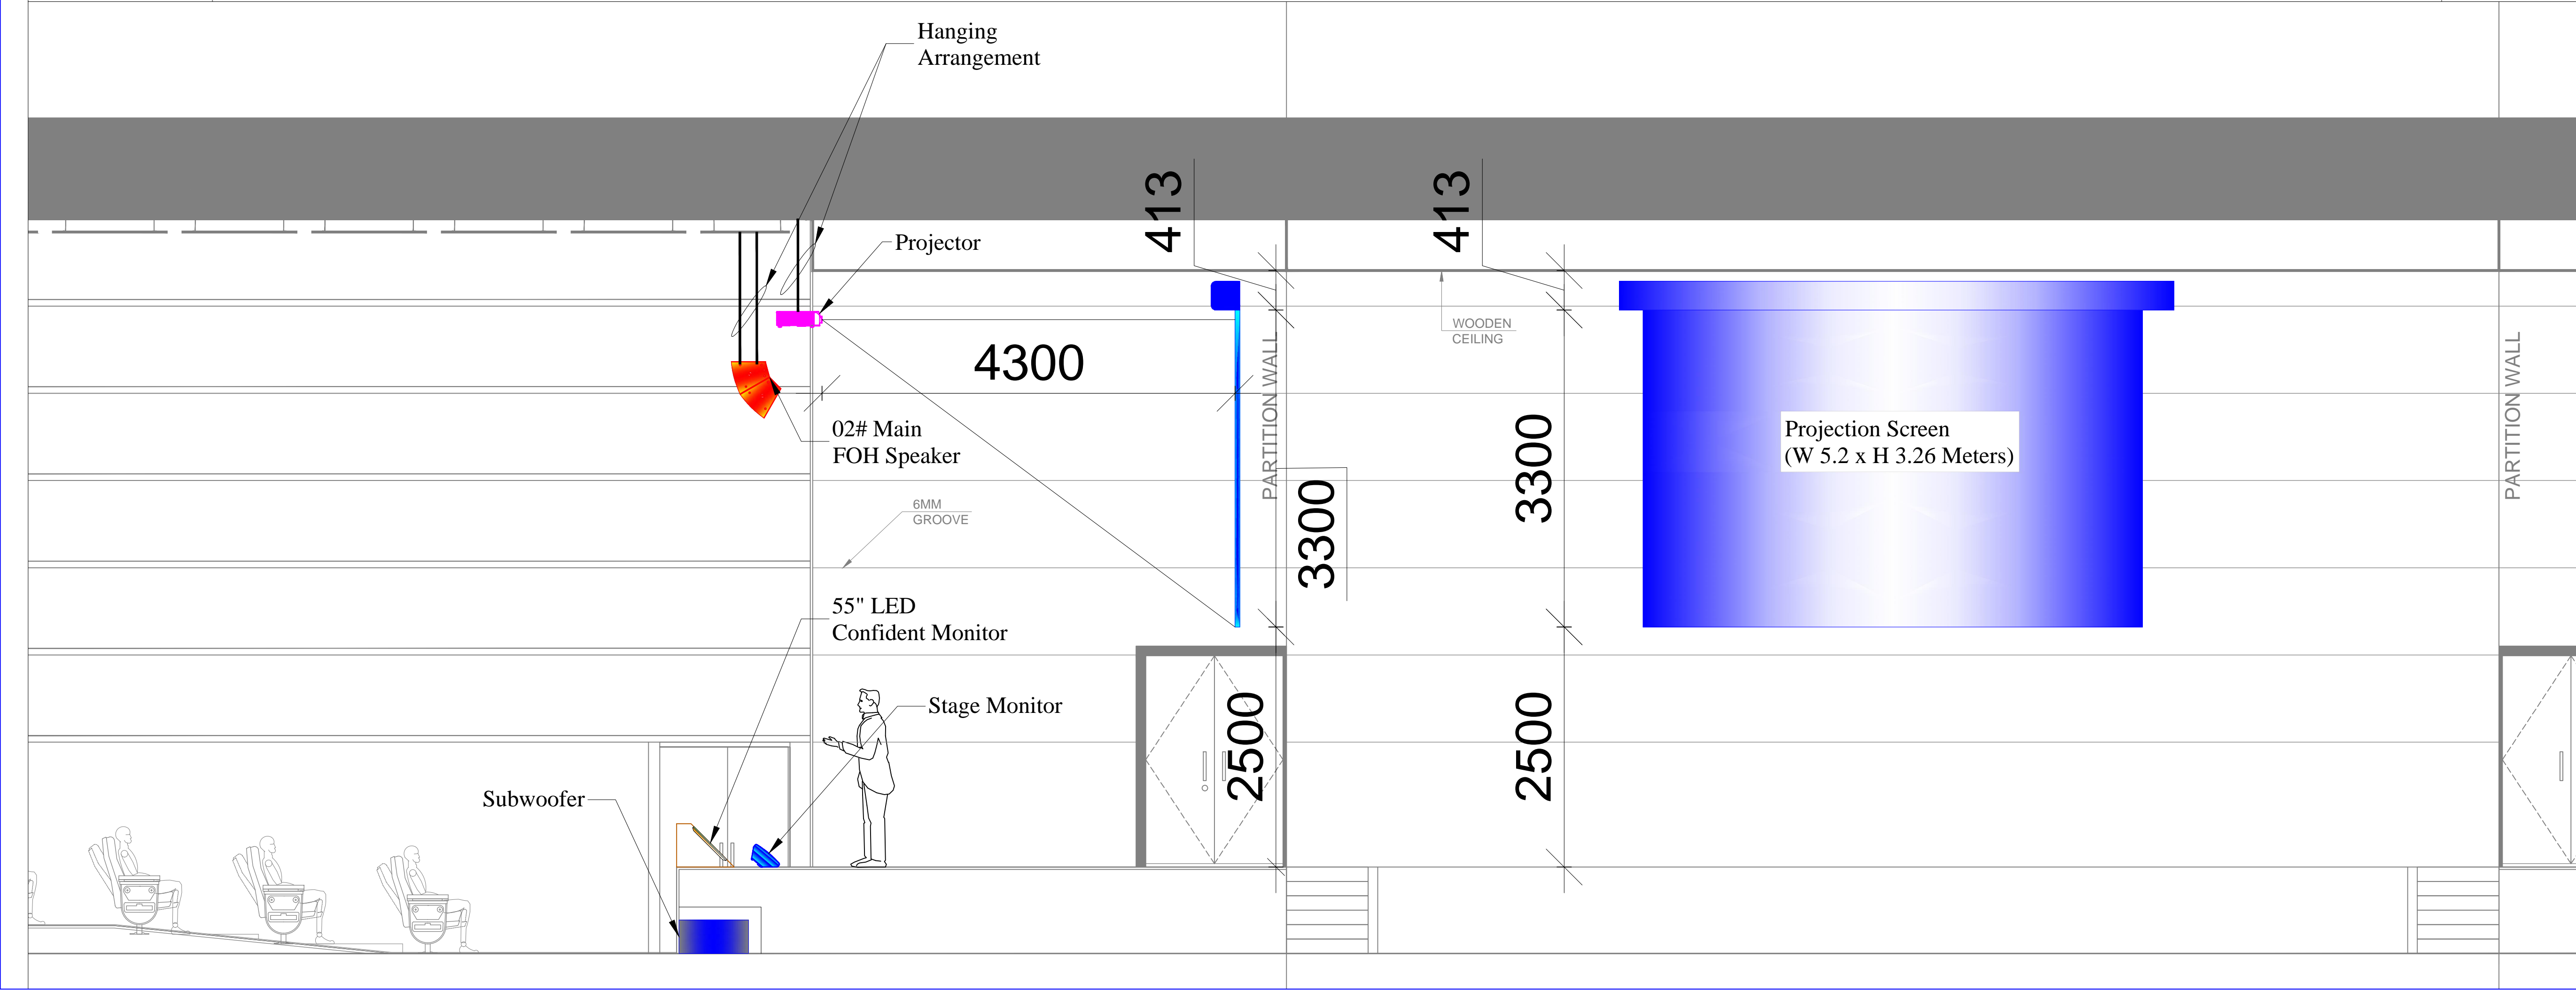 Hanging
Arrangement
413
413
Projector
WOODEN
CEILING
4300
PARTITION WALL
PARTITION WALL
02# Main
FOH Speaker
Projection Screen
(W 5.2 x H 3.26 Meters)
3300
3300
6MM
GROOVE
55" LED
Confident Monitor
Stage Monitor
2500
2500
Subwoofer